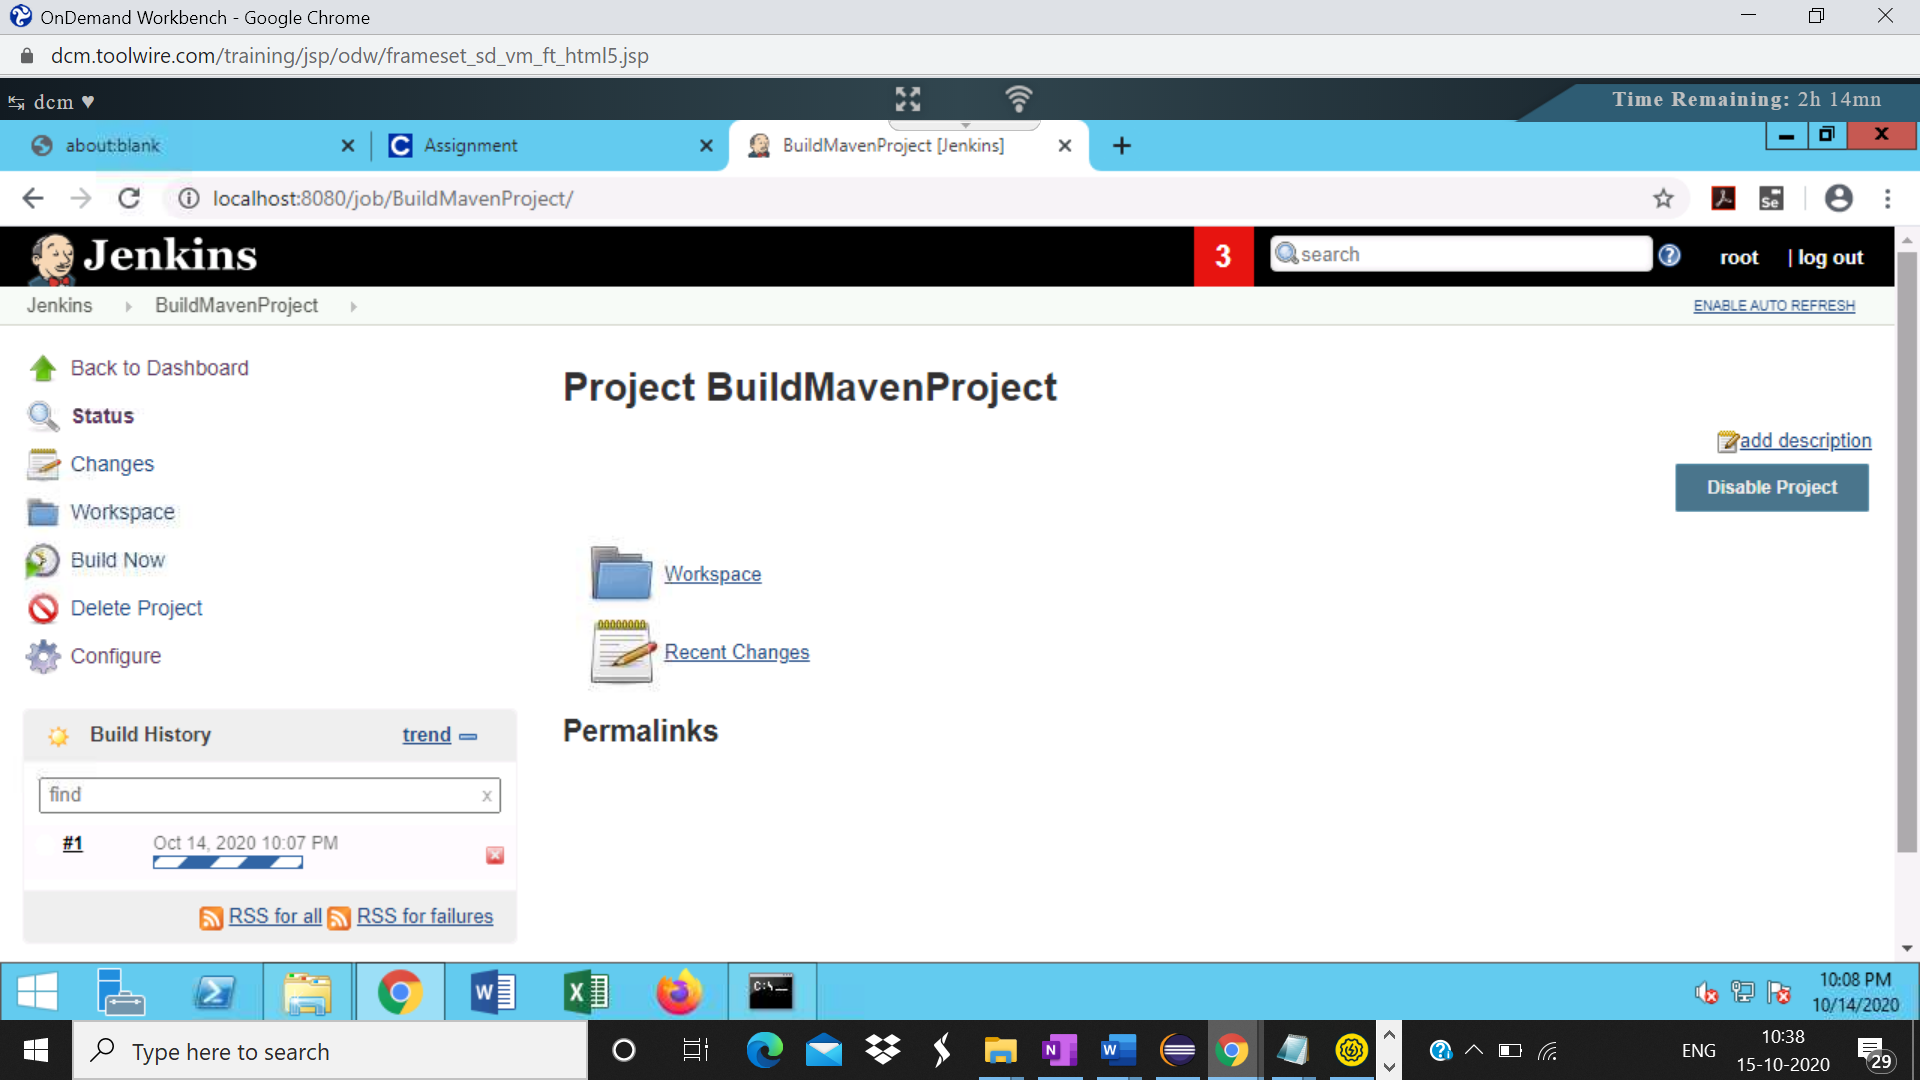 OnDemand Workbench - Google Chrome
dcm.toolwire.com/training/jsp/odw/frameset_sd_vm_ft_html5.jsp
dcm ♥
Time Remaining: 2h 14mn
about:blank
Assignment
BuildMavenProject [Jenkins]
localhost:8080/job/BuildMavenProject/
Se
Jenkins
3
search
root
| log out
Jenkins
BuildMavenProject
ENABLE AUTO REFRESH
Back to Dashboard
Status
Changes
Workspace
Build Now
Delete Project
Configure
Project BuildMavenProject
add description
Disable Project
Workspace
Recent Changes
Permalinks
Build History
trend
find
x
#1
Oct 14, 2020 10:07 PM
RSS for all
RSS for failures
10:08 PM
10/14/2020
Type here to search
ENG
10:38
15-10-2020
29